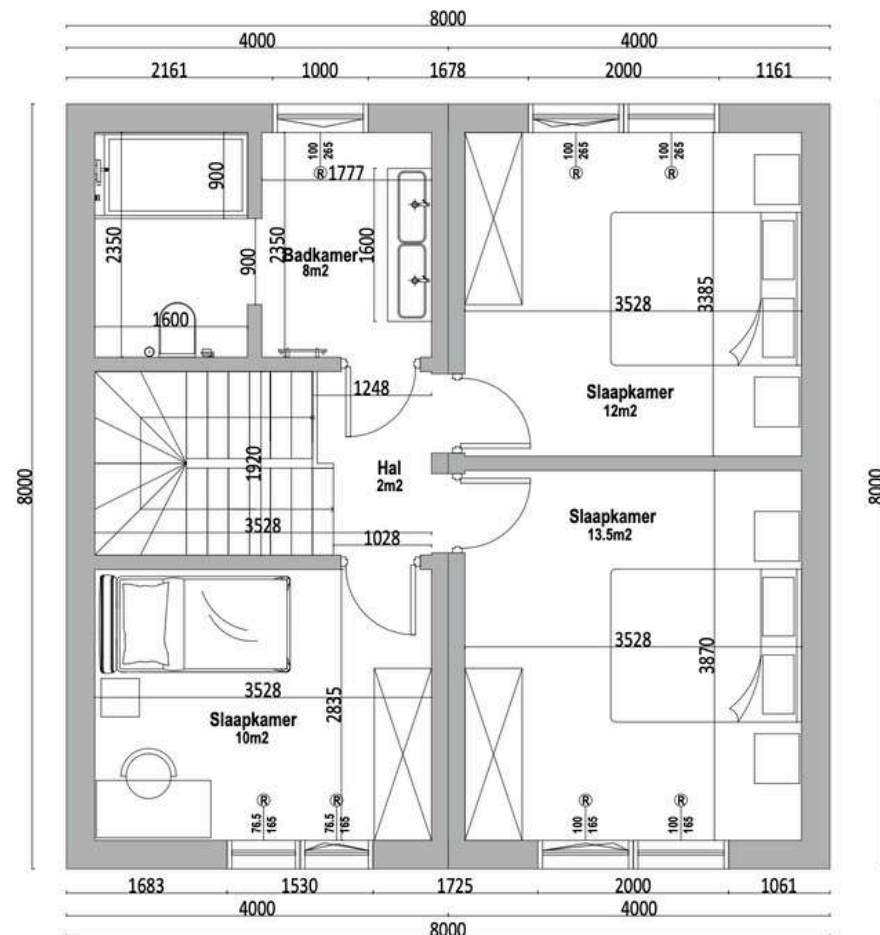 8000
4000 4000
2161 1000 1678 2000 1161
100 265 R
100 265 R
100 265 R
1777
900
2350
900
2350
1600
Badkamer
8m2
1600
3528
3385
Slaapkamer
12m2
1248
1920
Hal
2m2
3528
1028
8000
8000
Slaapkamer
13.5m2
3528
3870
3528
2835
Slaapkamer
10m2
R 76.5 165
R 76.5 165
R 100 165
R 100 165
1683 1530 1725 2000 1061
4000 4000
8000